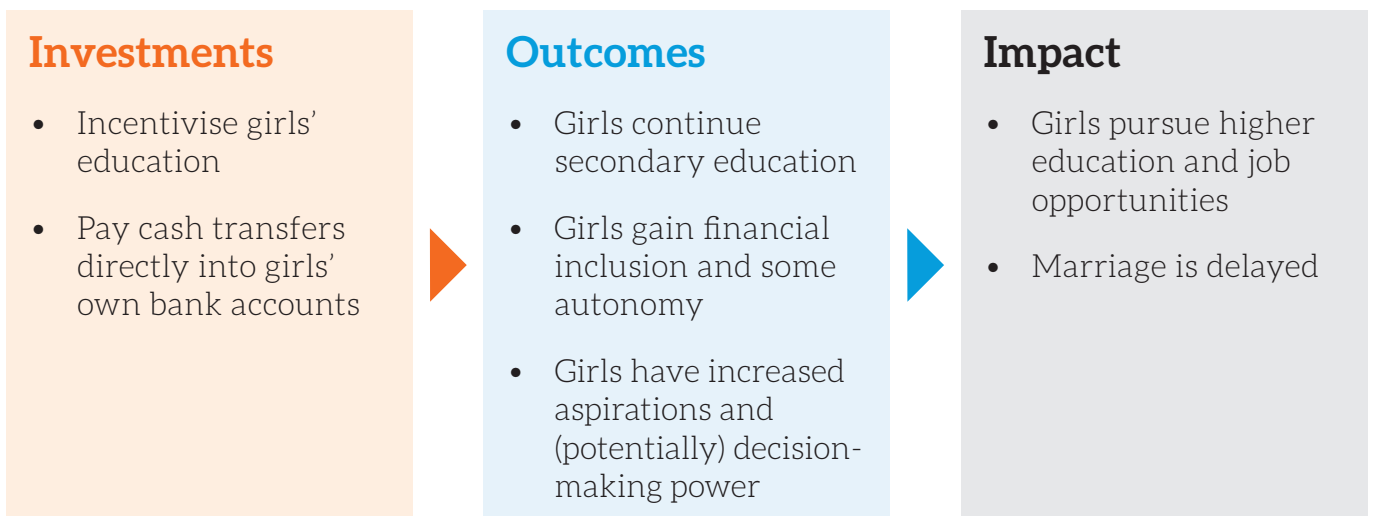 Investments
• Incentivise girls’
education
• Pay cash transfers
directly into girls’
own bank accounts
Outcomes
• Girls continue
secondary education
• Girls gain financial
inclusion and some
autonomy
• Girls have increased
aspirations and
(potentially) decision-
making power
Impact
• Girls pursue higher
education and job
opportunities
• Marriage is delayed